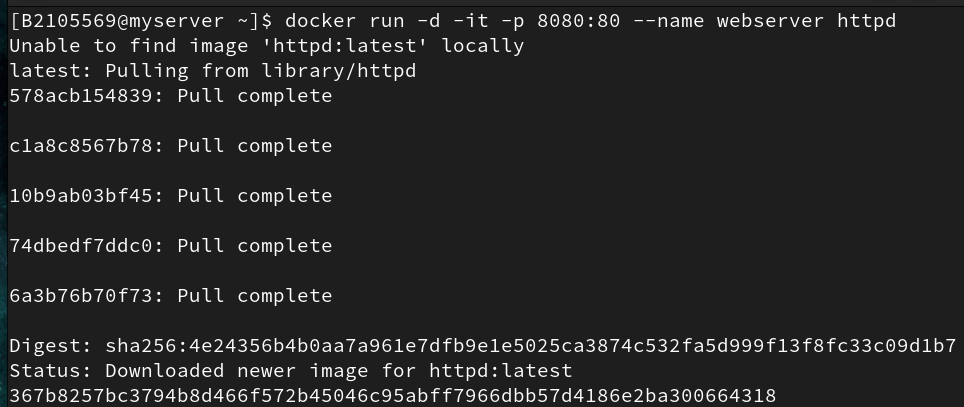 [B2105569@myserver ~]$ docker run -d -it -p 8080:80 --name webserver httpd
Unable to find image 'httpd:latest' locally
latest: Pulling from library/httpd
578acb154839: Pull complete
c1a8c8567b78: Pull complete
10b9ab03bf45: Pull complete
74dbedf7ddc0: Pull complete
6a3b76b70f73: Pull complete
Digest: sha256:4e24356b4b0aa7a961e7dfb9e1e5025ca3874c532fa5d999f13f8fc33c09d1b7
Status: Downloaded newer image for httpd:latest
367b8257bc3794b8d466f572b45046c95abff7966dbb57d4186e2ba300664318